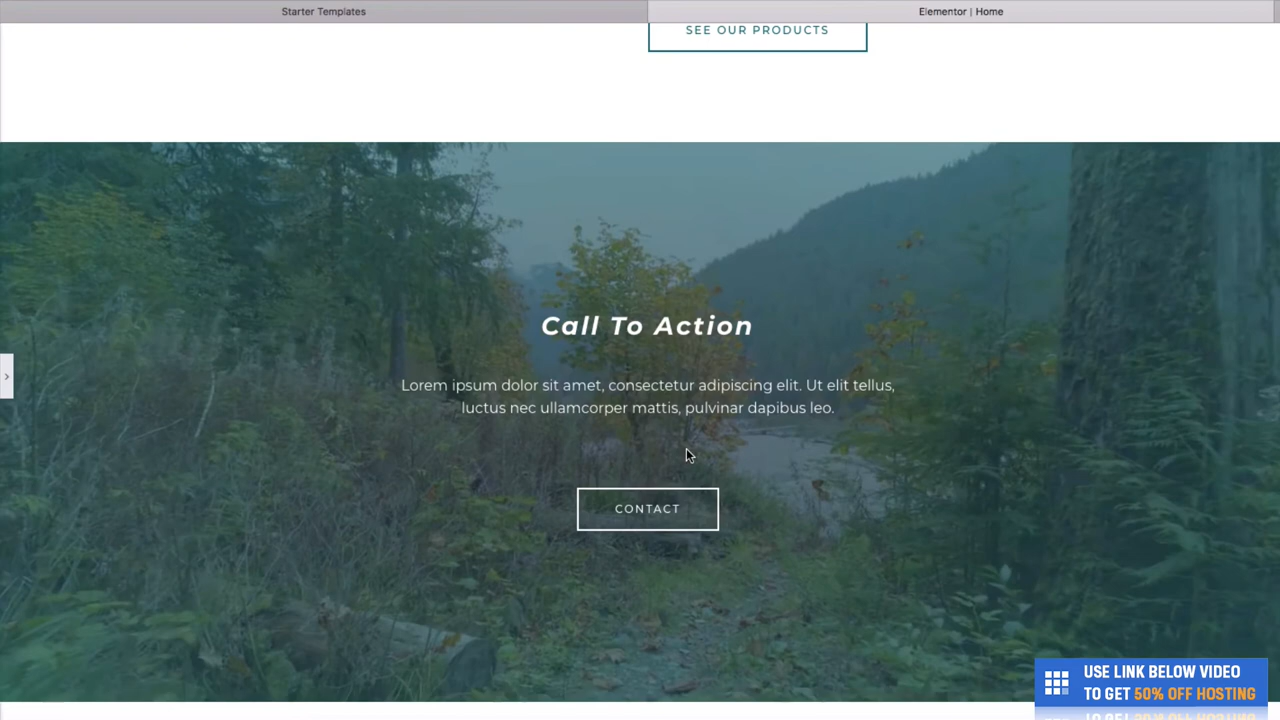 Starter Templates
Elementor | Home
SEE OUR PRODUCTS
Call To Action
Lorem ipsum dolor sit amet, consectetur adipiscing elit. Ut elit tellus,
luctus nec ullamcorper mattis, pulvinar dapibus leo.
CONTACT
USE LINK BELOW VIDEO
TO GET 50% OFF HOSTING